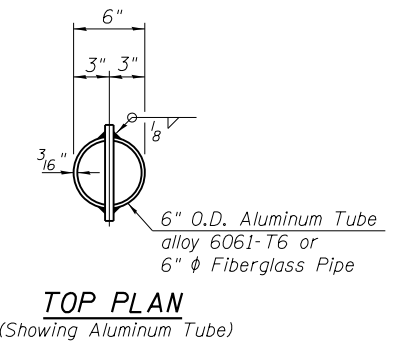 6"
3" 3"
1/8
3/16"
6" O.D. Aluminum Tube
alloy 6061-T6 or
6" ϕ Fiberglass Pipe
TOP PLAN
(Showing Aluminum Tube)